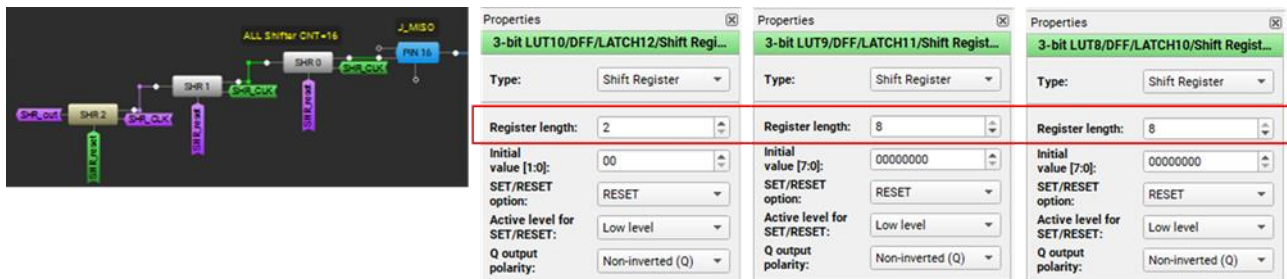 ALL Shifter CNT=16
J_MISO
PIN 16
SHR 0
SHR_CLK
SHR 1
SHR_CLK
SHR_reset
SHR_out
SHR 2
SHR_CLK
SHR_reset
SHR_reset
Properties
3-bit LUT10/DFF/LATCH12/Shift Regi...
Type: Shift Register
Register length: 2
Initial
value [1:0]: 00
SET/RESET
option: RESET
Active level for
SET/RESET: Low level
Q output
polarity: Non-inverted (Q)
Properties
3-bit LUT9/DFF/LATCH11/Shift Regist...
Type: Shift Register
Register length: 8
Initial
value [7:0]: 00000000
SET/RESET
option: RESET
Active level for
SET/RESET: Low level
Q output
polarity: Non-inverted (Q)
Properties
3-bit LUT8/DFF/LATCH10/Shift Regist...
Type: Shift Register
Register length: 8
Initial
value [7:0]: 00000000
SET/RESET
option: RESET
Active level for
SET/RESET: Low level
Q output
polarity: Non-inverted (Q)